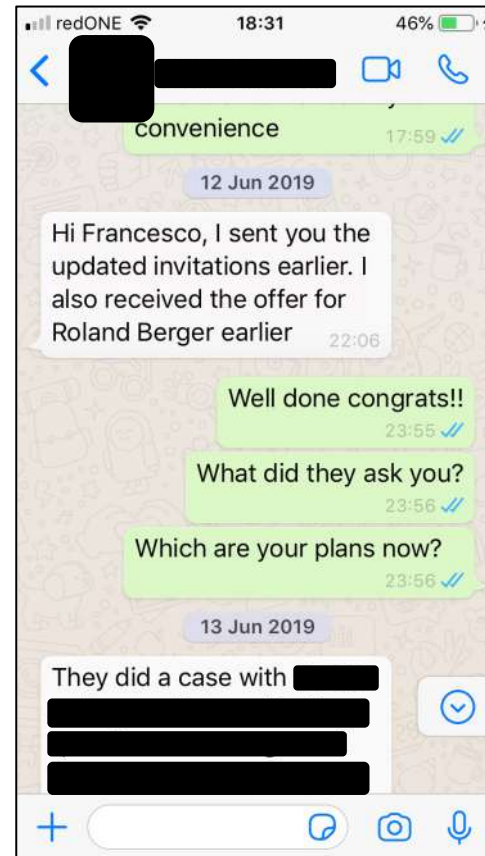 redONE 18:31 46%
convenience
17:59
12 Jun 2019
Hi Francesco, I sent you the
updated invitations earlier. I
also received the offer for
Roland Berger earlier 22:06
Well done congrats!!
23:55
What did they ask you?
23:56
Which are your plans now?
23:56
13 Jun 2019
They did a case with